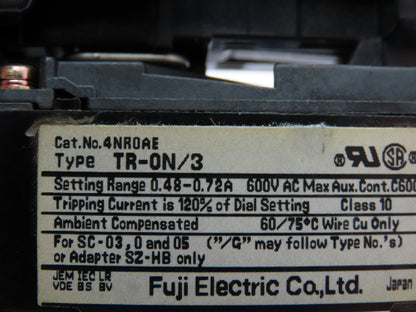 Cat.No.4NR0AE
Type TR-0N/3
Setting Range 0.48-0.72A 600V AC Max Aux.Cont.C600
Tripping Current is 120% of Dial Setting Class 10
Ambient Compensated 60/75°C Wire Cu Only
For SC-03,0 and 05 ("/G" may follow Type No.'s)
or Adapter SZ-HB only
JEM IEC LR
VDE BS BV
Fuji Electric Co.,Ltd. Japan